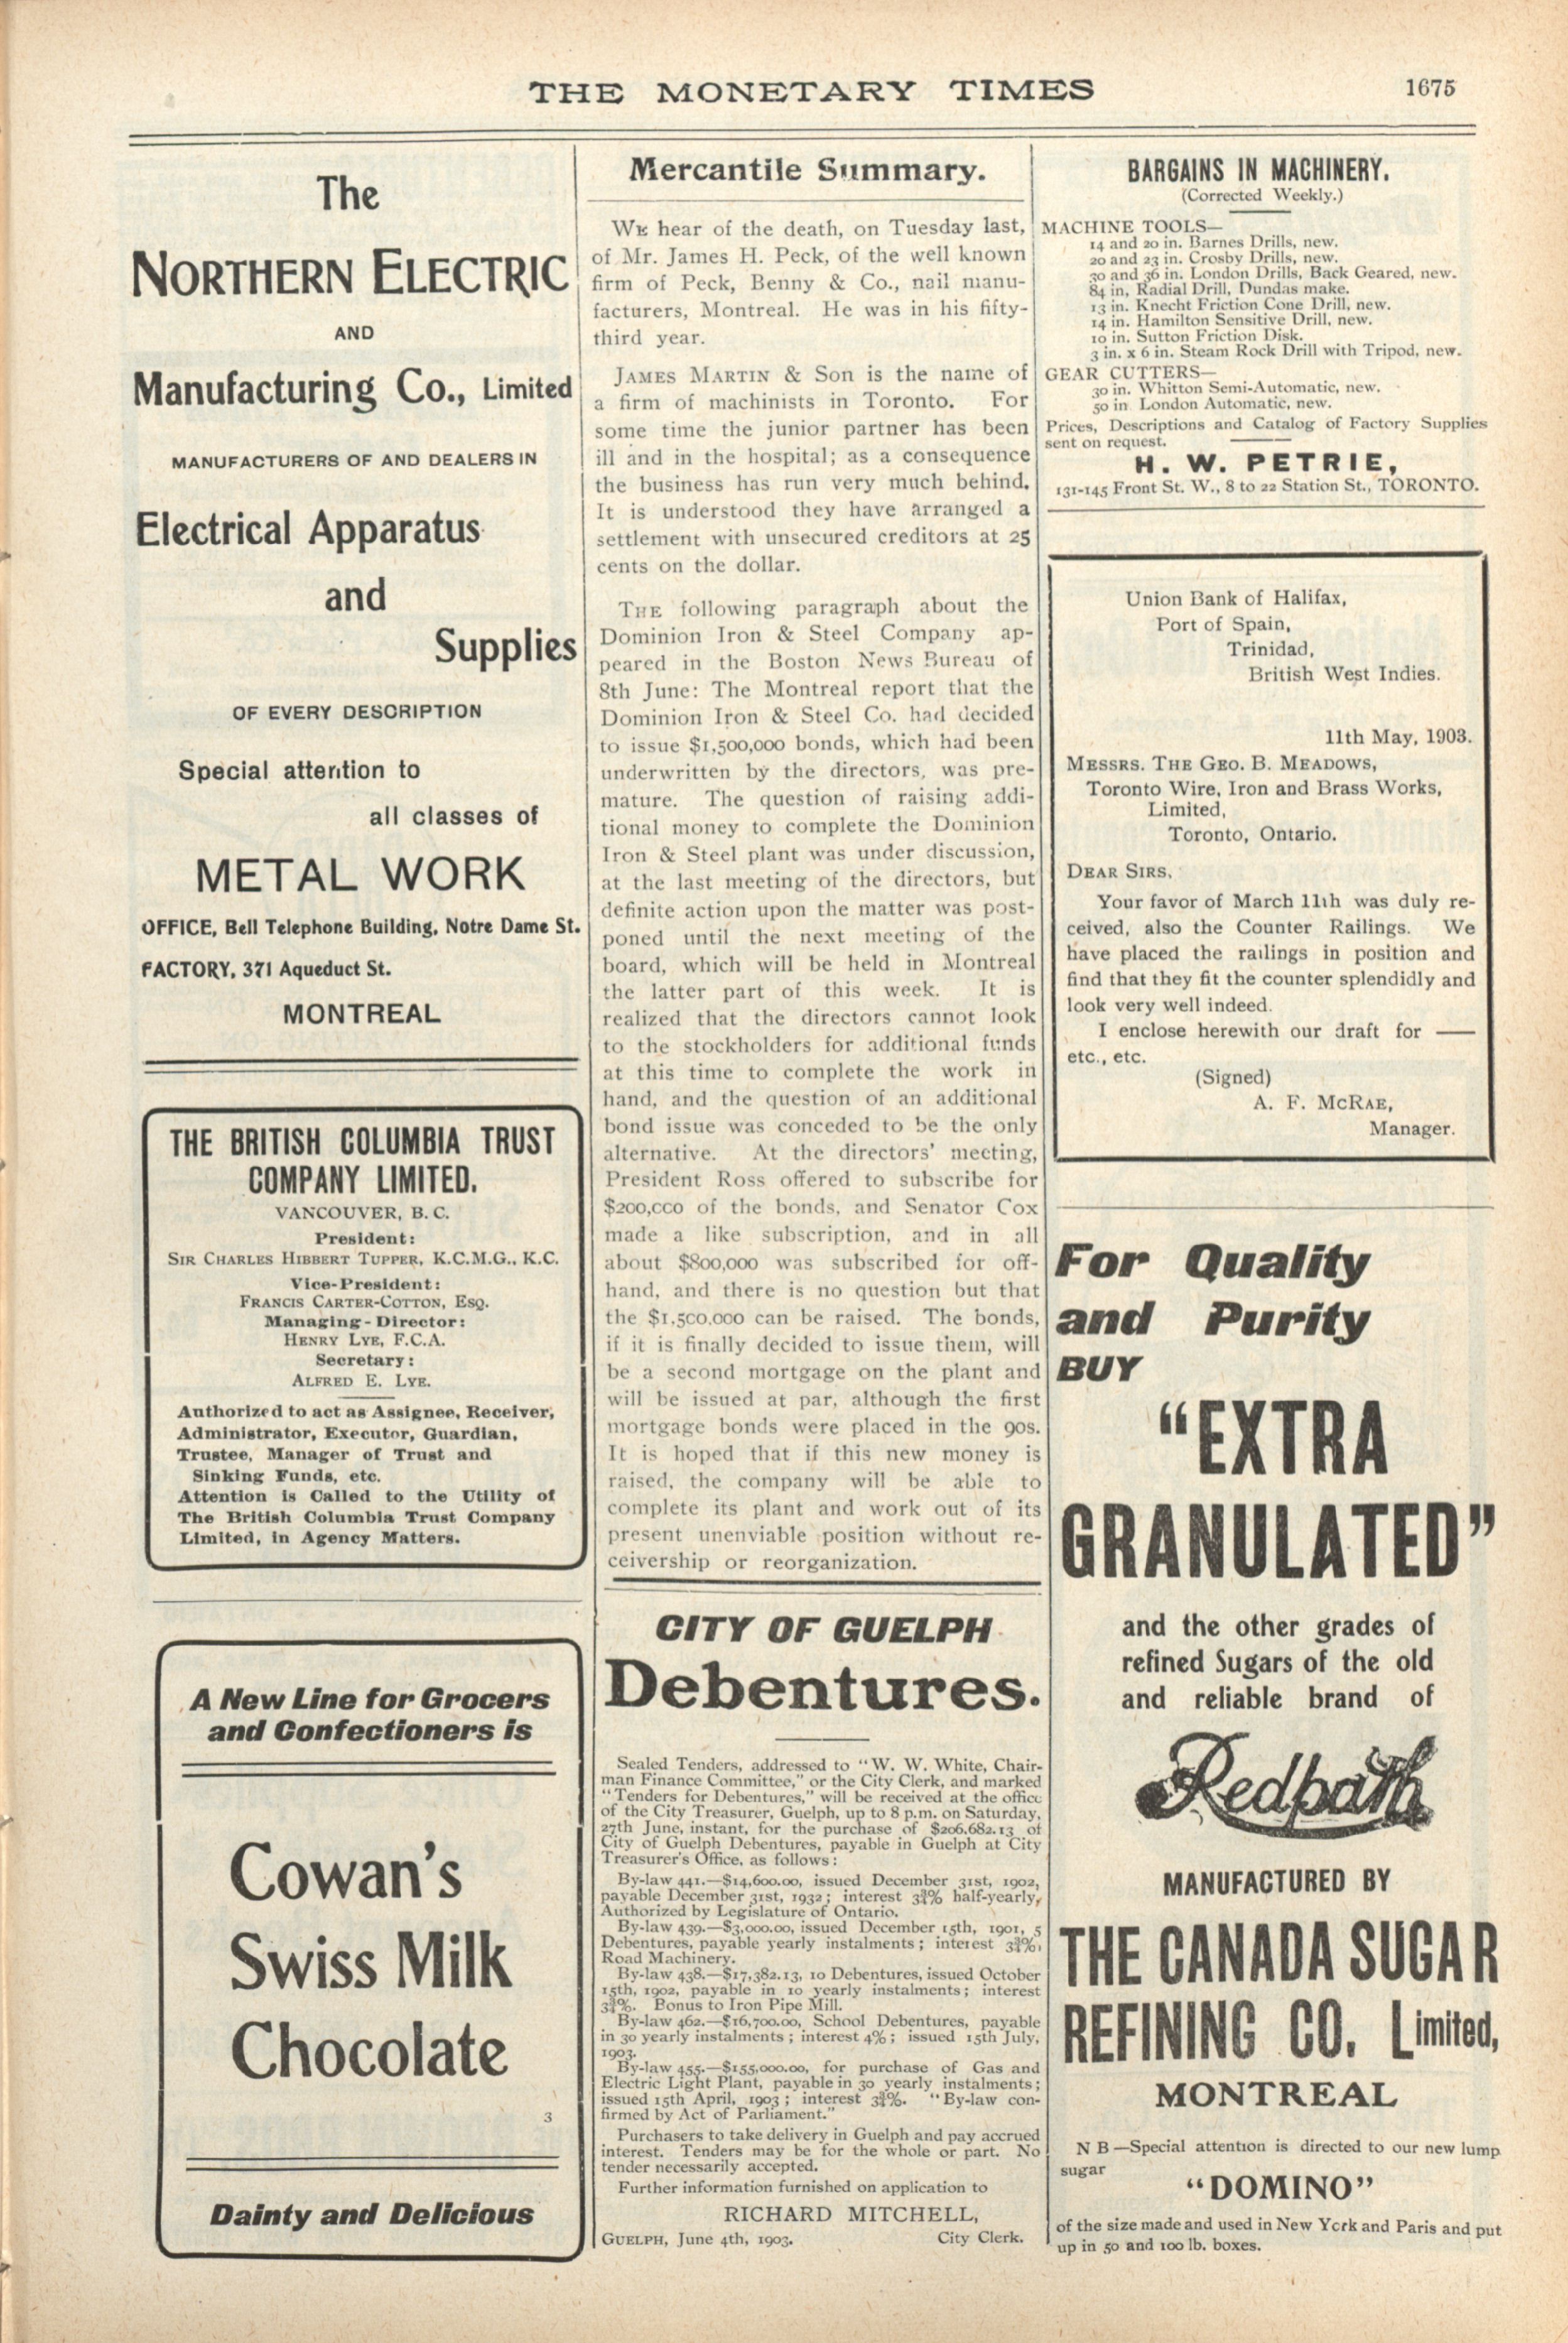 THE MONETARY TIMES
1675
The
NORTHERN ELECTRIC
AND
Manufacturing Co., Limited
MANUFACTURERS OF AND DEALERS IN
Electrical Apparatus
and
Supplies
OF EVERY DESCRIPTION
Special attention to
all classes of
METAL WORK
OFFICE, Bell Telephone Building, Notre Dame St.
FACTORY, 371 Aqueduct St.
MONTREAL
THE BRITISH COLUMBIA TRUST
COMPANY LIMITED.
VANCOUVER, B. C.
President:
SIR CHARLES HIBBERT TUPPER, K.C.M.G., K.C.
Vice-President:
FRANCIS CARTER-COTTON, ESQ.
Managing-Director:
HENRY LYE, F.C.A.
Secretary:
ALFRED E. LYE.
Authorized to act as Assignee, Receiver,
Administrator, Executor, Guardian,
Trustee, Manager of Trust and
Sinking Funds, etc.
Attention is Called to the Utility of
The British Columbia Trust Company
Limited, in Agency Matters.
A New Line for Grocers
and Confectioners is
Cowan's
Swiss Milk
Chocolate
3
Dainty and Delicious
Mercantile Summary.
WE hear of the death, on Tuesday last,
of Mr. James H. Peck, of the well known
firm of Peck, Benny & Co., nail manu-
facturers, Montreal. He was in his fifty-
third year.
JAMES MARTIN & Son is the name of
a firm of machinists in Toronto. For
some time the junior partner has been
ill and in the hospital; as a consequence
the business has run very much behind.
It is understood they have arranged a
settlement with unsecured creditors at 25
cents on the dollar.
THE following paragraph about the
Dominion Iron & Steel Company ap-
peared in the Boston News Bureau of
8th June: The Montreal report that the
Dominion Iron & Steel Co. had decided
to issue $1,500,000 bonds, which had been
underwritten by the directors, was pre-
mature. The question of raising addi-
tional money to complete the Dominion
Iron & Steel plant was under discussion,
at the last meeting of the directors, but
definite action upon the matter was post-
poned until the next meeting of the
board, which will be held in Montreal
the latter part of this week. It is
realized that the directors cannot look
to the stockholders for additional funds
at this time to complete the work in
hand, and the question of an additional
bond issue was conceded to be the only
alternative. At the directors' meeting,
President Ross offered to subscribe for
$200,000 of the bonds, and Senator Cox
made a like subscription, and in all
about $800,000 was subscribed for off-
hand, and there is no question but that
the $1,500,000 can be raised. The bonds,
if it is finally decided to issue them, will
be a second mortgage on the plant and
will be issued at par, although the first
mortgage bonds were placed in the 90s.
It is hoped that if this new money is
raised, the company will be able to
complete its plant and work out of its
present unenviable position without re-
ceivership or reorganization.
CITY OF GUELPH
Debentures.
Sealed Tenders, addressed to "W. W. White, Chair-
man Finance Committee," or the City Clerk, and marked
"Tenders for Debentures," will be received at the office
of the City Treasurer, Guelph, up to 8 p.m. on Saturday,
27th June, instant, for the purchase of $206,682.13 of
City of Guelph Debentures, payable in Guelph at City
Treasurer's Office, as follows:
By-law 441.—$14,600.00, issued December 31st, 1902,
payable December 31st, 1932; interest 3¾% half-yearly,
Authorized by Legislature of Ontario.
By-law 439.—$3,000.00, issued December 15th, 1901, 5
Debentures, payable yearly instalments; interest 3¾%,
Road Machinery.
By-law 438.—$17,382.13, 10 Debentures, issued October
15th, 1902, payable in 10 yearly instalments; interest
3¾%. Bonus to Iron Pipe Mill.
By-law 462.—$16,700.00, School Debentures, payable
in 30 yearly instalments; interest 4%; issued 15th July,
1903.
By-law 455.—$155,000.00, for purchase of Gas and
Electric Light Plant, payable in 30 yearly instalments;
issued 15th April, 1903; interest 3¾%. "By-law con-
firmed by Act of Parliament."
Purchasers to take delivery in Guelph and pay accrued
interest. Tenders may be for the whole or part. No
tender necessarily accepted.
Further information furnished on application to
RICHARD MITCHELL,
GUELPH, June 4th, 1903. City Clerk.
BARGAINS IN MACHINERY.
(Corrected Weekly.)
MACHINE TOOLS—
14 and 20 in. Barnes Drills, new.
20 and 23 in. Crosby Drills, new.
30 and 36 in. London Drills, Back Geared, new.
84 in. Radial Drill, Dundas make.
13 in. Knecht Friction Cone Drill, new.
14 in. Hamilton Sensitive Drill, new.
10 in. Sutton Friction Disk.
3 in. x 6 in. Steam Rock Drill with Tripod, new.
GEAR CUTTERS—
30 in. Whitton Semi-Automatic, new.
50 in London Automatic, new.
Prices, Descriptions and Catalog of Factory Supplies
sent on request.
H. W. PETRIE,
131-145 Front St. W., 8 to 22 Station St., TORONTO.
Union Bank of Halifax,
Port of Spain,
Trinidad,
British West Indies.
11th May, 1903.
MESSRS. THE GEO. B. MEADOWS,
Toronto Wire, Iron and Brass Works,
Limited,
Toronto, Ontario.
DEAR SIRS,
Your favor of March 11th was duly re-
ceived, also the Counter Railings. We
have placed the railings in position and
find that they fit the counter splendidly and
look very well indeed.
I enclose herewith our draft for ——
etc., etc.
(Signed)
A. F. MCRAE,
Manager.
For Quality
and Purity
BUY
"EXTRA
GRANULATED"
and the other grades of
refined Sugars of the old
and reliable brand of
Redpath
MANUFACTURED BY
THE CANADA SUGAR
REFINING CO. Limited,
MONTREAL
N B—Special attention is directed to our new lump
sugar
"DOMINO"
of the size made and used in New York and Paris and put
up in 50 and 100 lb. boxes.